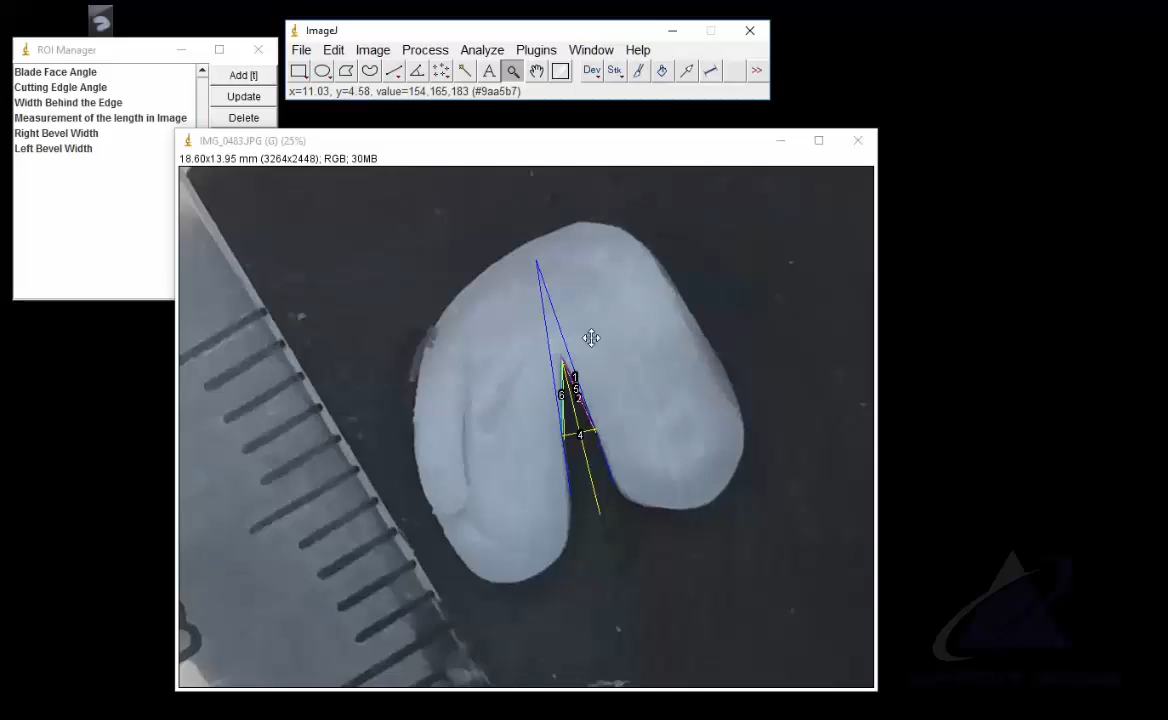 ROI Manager
Blade Face Angle
Cutting Edgle Angle
Width Behind the Edge
Measurement of the length in Image
Right Bevel Width
Left Bevel Width
Add [t]
Update
Delete
ImageJ
File Edit Image Process Analyze Plugins Window Help
A Dev Stk >>
x=11.03, y=4.58, value=154,165,183 (#9aa5b7)
IMG_0483.JPG (G) (25%)
18.60x13.95 mm (3264x2448); RGB; 30MB
1
5
6
2
4